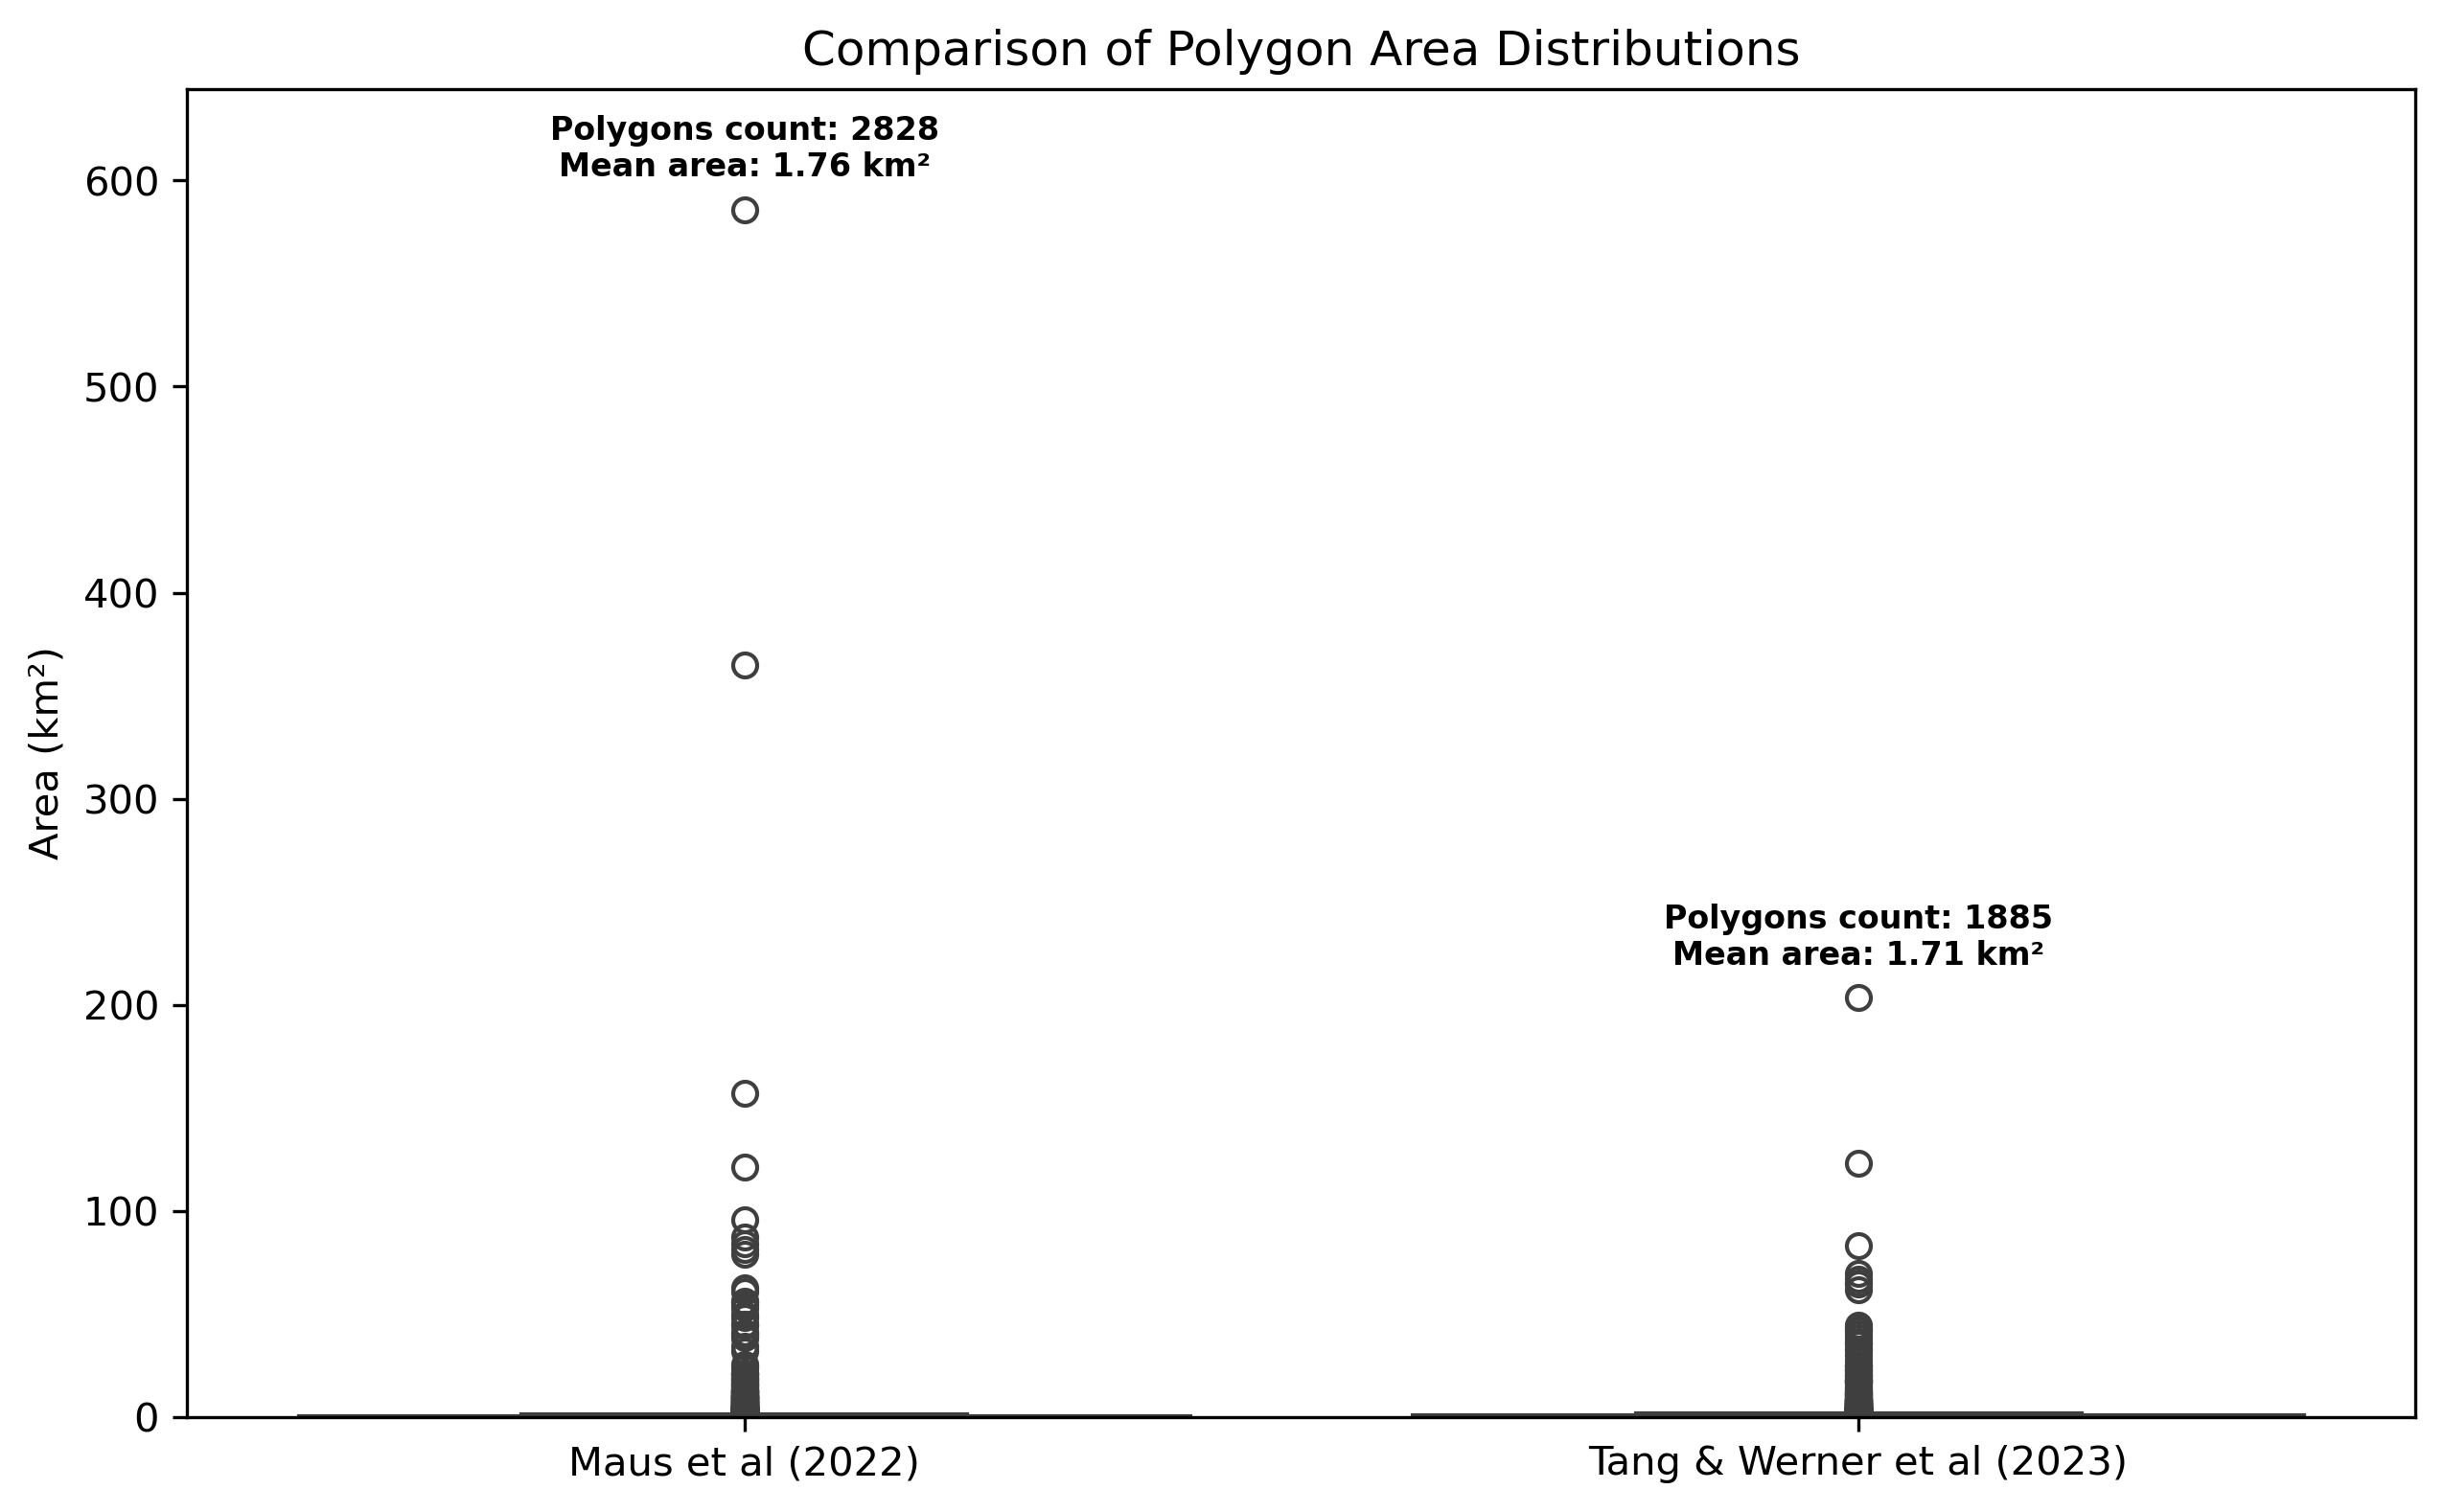 Comparison of Polygon Area Distributions
Polygons count: 2828
Mean area: 1.76 km²
600
500
400
300
200
100
0
Area (km²)
Polygons count: 1885
Mean area: 1.71 km²
Maus et al (2022)
Tang & Werner et al (2023)